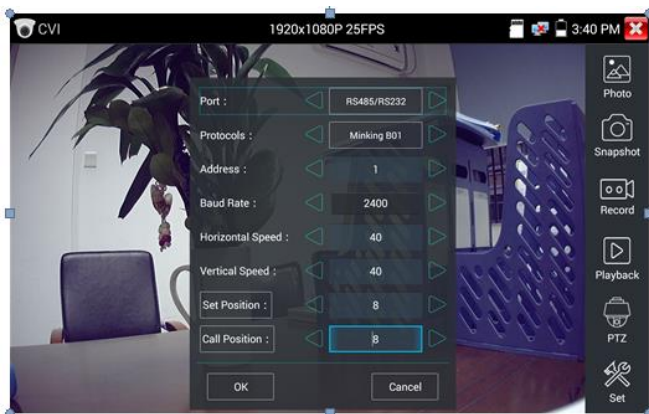 CVI 1920x1080P 25FPS 3:40 PM
Port : RS485/RS232
Protocols : Minking B01
Address : 1
Baud Rate : 2400
Horizontal Speed : 40
Vertical Speed : 40
Set Position : 8
Call Position : 8
OK Cancel
Photo
Snapshot
Record
Playback
PTZ
Set